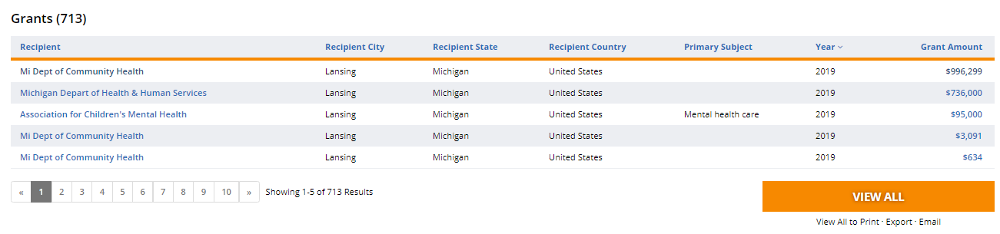 Grants (713)
Recipient Recipient City Recipient State Recipient Country Primary Subject Year Grant Amount
Mi Dept of Community Health Lansing Michigan United States 2019 $996,299
Michigan Depart of Health & Human Services Lansing Michigan United States 2019 $736,000
Association for Children's Mental Health Lansing Michigan United States Mental health care 2019 $95,000
Mi Dept of Community Health Lansing Michigan United States 2019 $3,091
Mi Dept of Community Health Lansing Michigan United States 2019 $634
« 1 2 3 4 5 6 7 8 9 10 » Showing 1-5 of 713 Results VIEW ALL
View All to Print · Export · Email